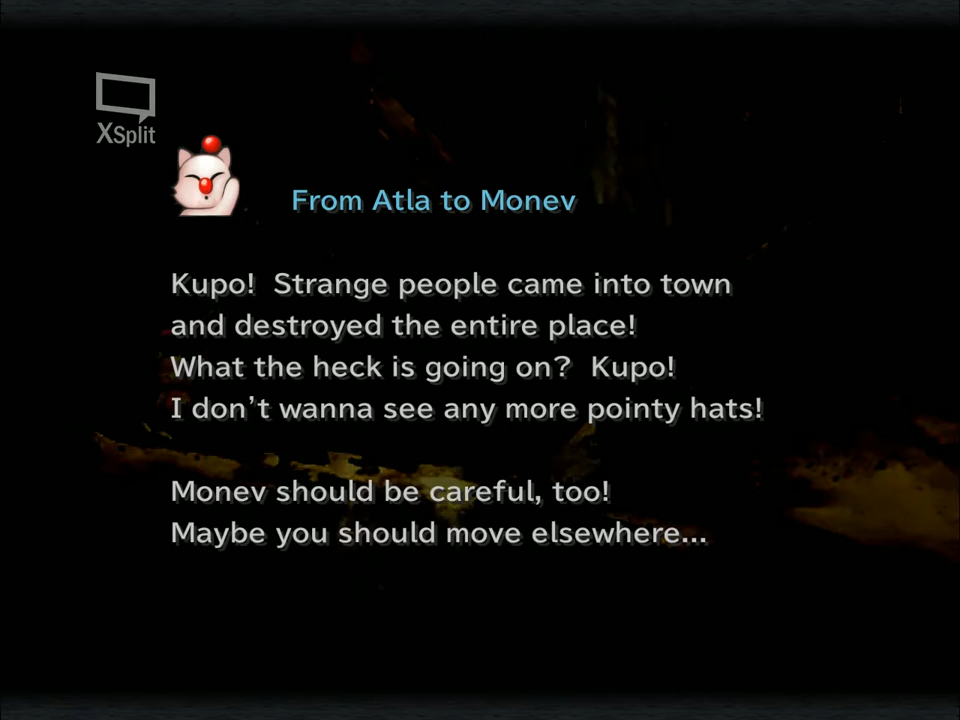 XSplit
From Atla to Monev
Kupo!  Strange people came into town
and destroyed the entire place!
What the heck is going on?  Kupo!
I don't wanna see any more pointy hats!
Monev should be careful, too!
Maybe you should move elsewhere...